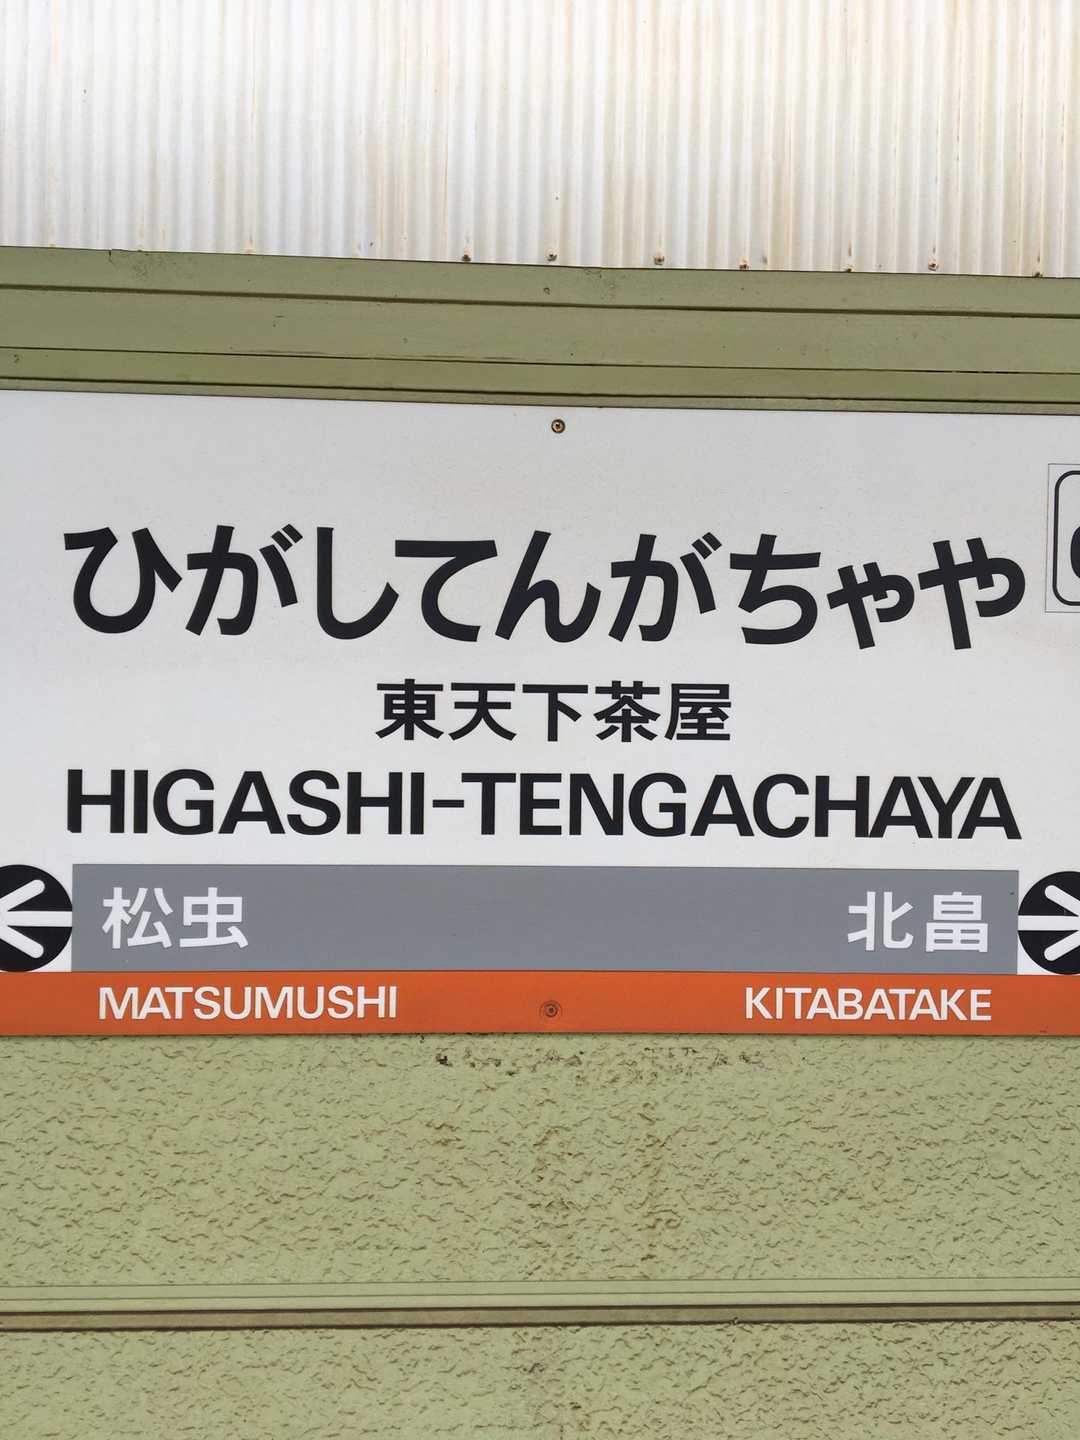 ひがしてんがちゃや
東天下茶屋
HIGASHI-TENGACHAYA
松虫 北畠
MATSUMUSHI KITABATAKE